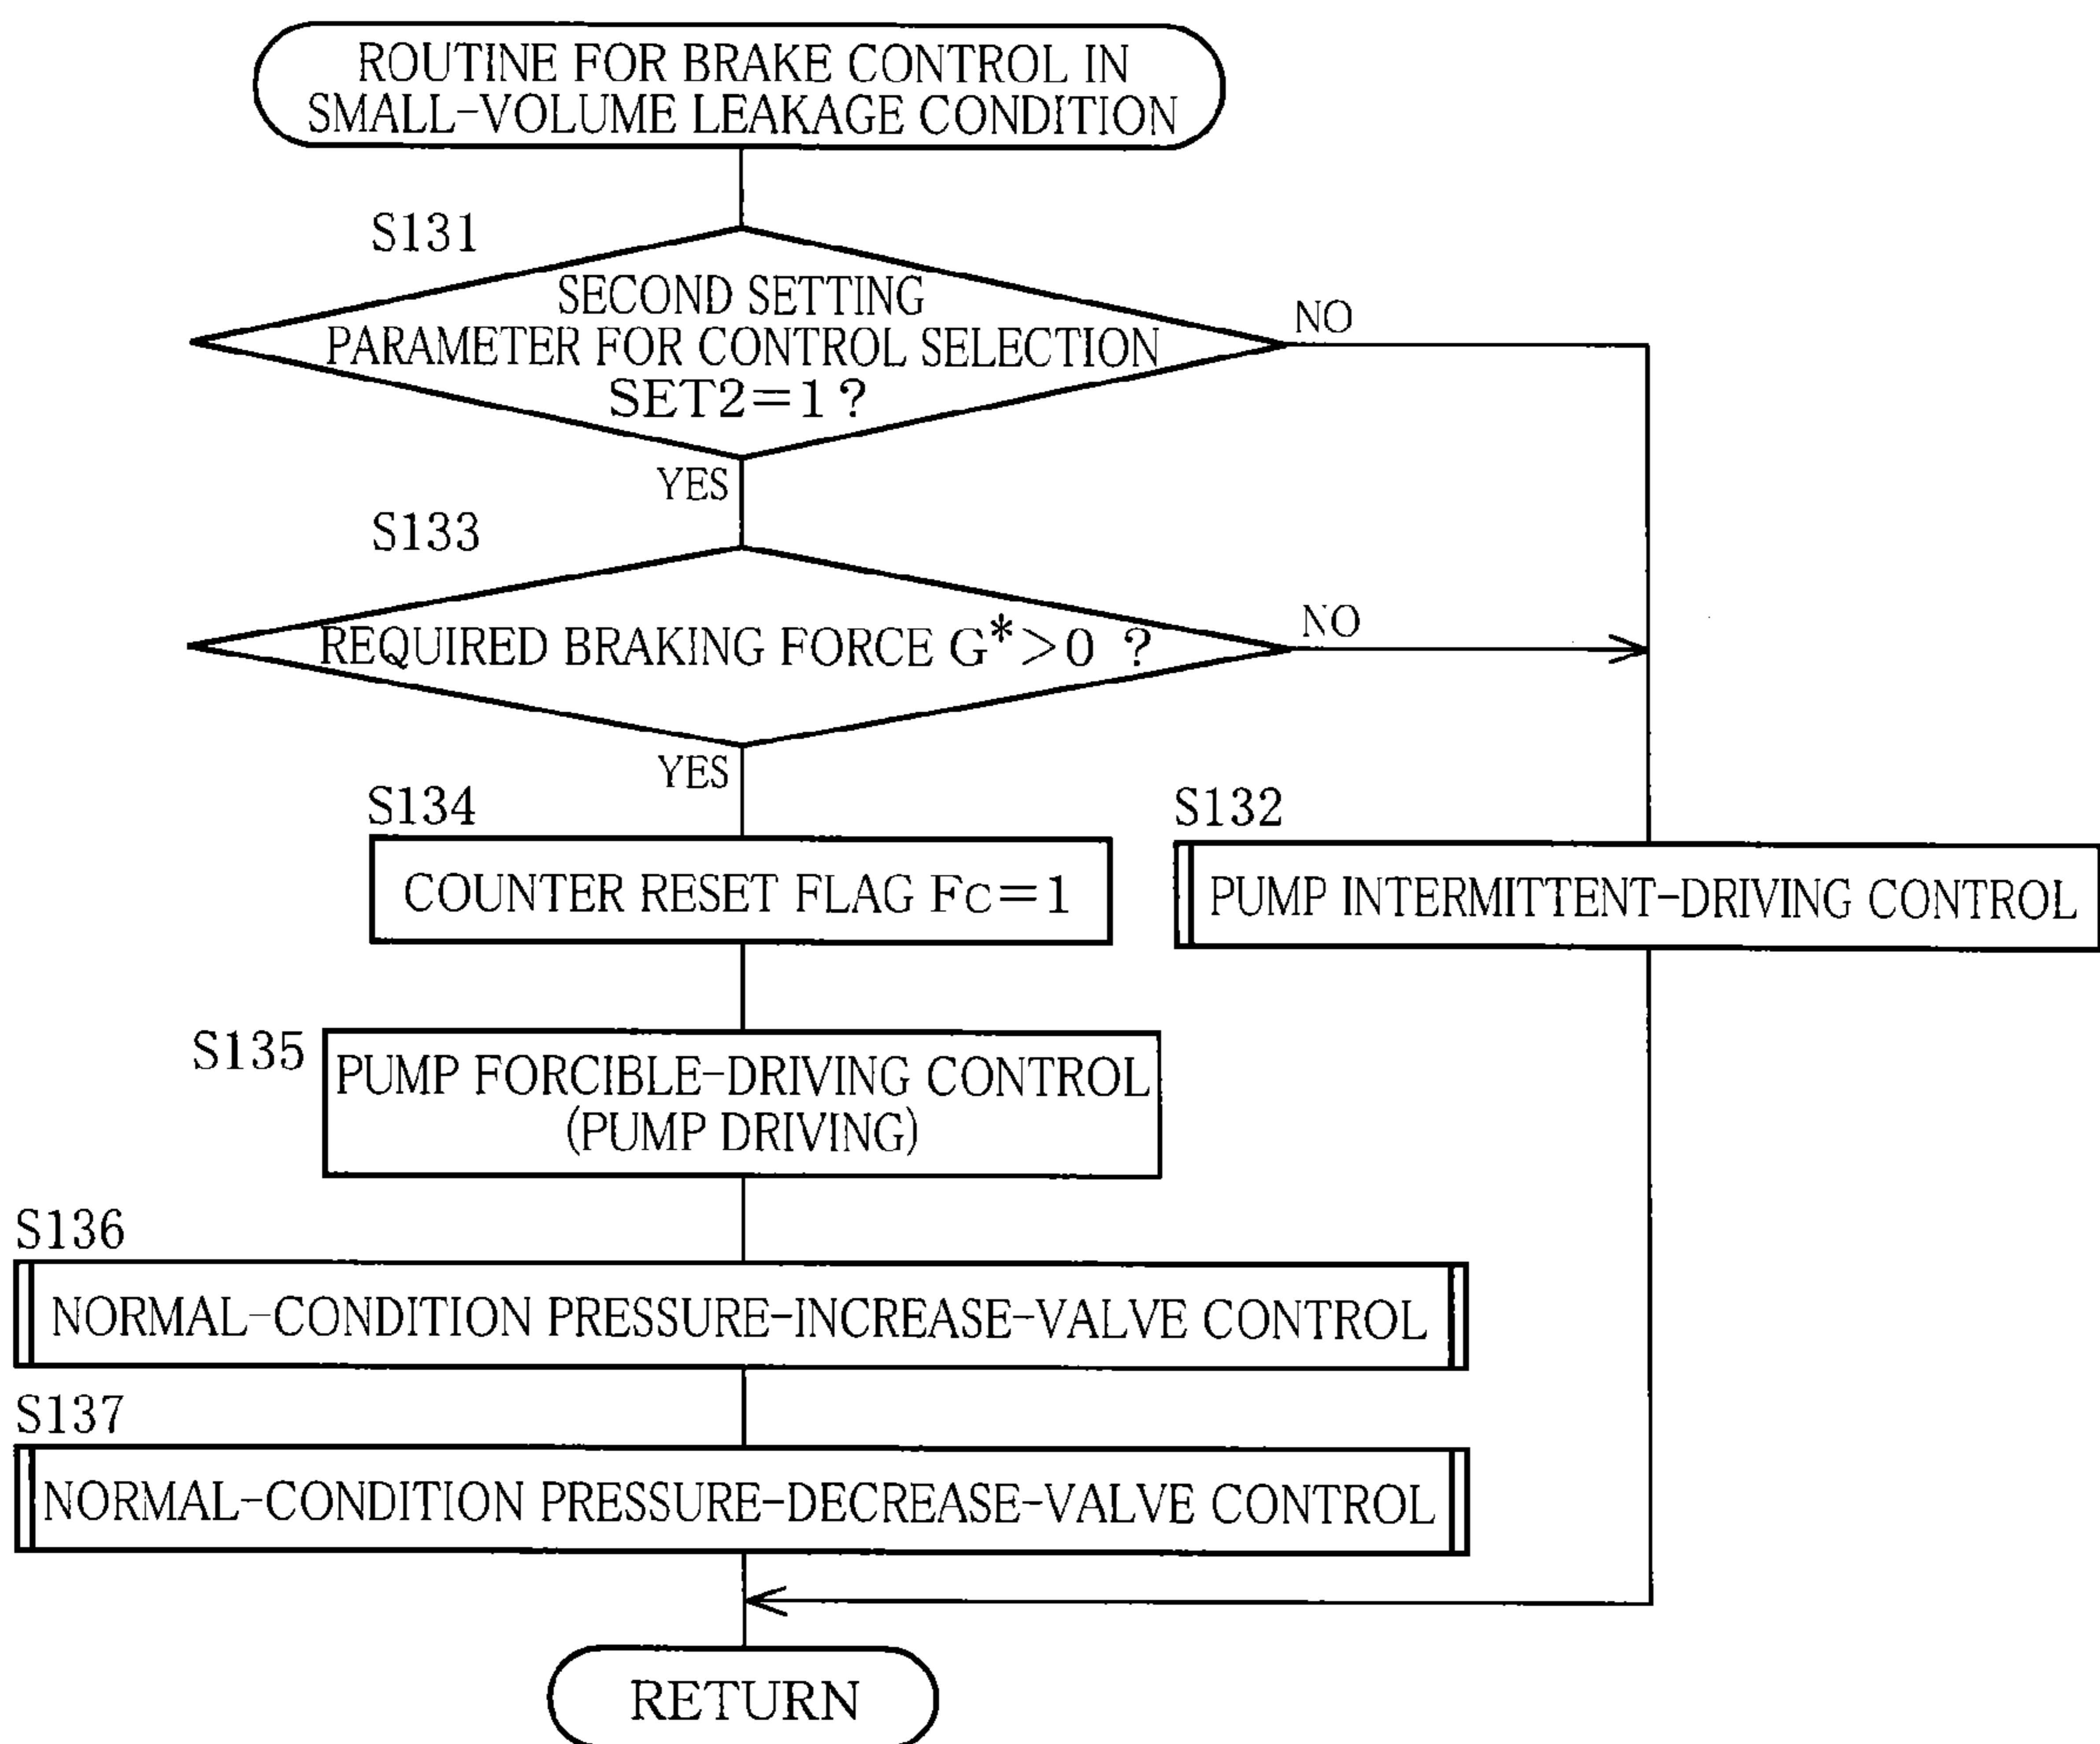 ROUTINE FOR BRAKE CONTROL IN
SMALL-VOLUME LEAKAGE CONDITION
S131
SECOND SETTING
PARAMETER FOR CONTROL SELECTION
SET2=1?
NO
YES
S133
REQUIRED BRAKING FORCE G*>0 ?
NO
YES
S134
COUNTER RESET FLAG Fc=1
S132
PUMP INTERMITTENT-DRIVING CONTROL
S135
PUMP FORCIBLE-DRIVING CONTROL
(PUMP DRIVING)
S136
NORMAL-CONDITION PRESSURE-INCREASE-VALVE CONTROL
S137
NORMAL-CONDITION PRESSURE-DECREASE-VALVE CONTROL
RETURN